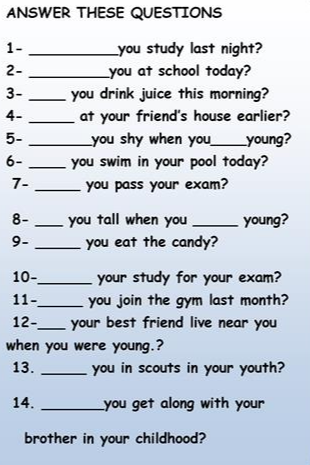 ANSWER THESE QUESTIONS
1- ____________you study last night?
2- ___________you at school today?
3- _____ you drink juice this morning?
4- ______ at your friend's house earlier?
5- ________you shy when you_____young?
6- _____ you swim in your pool today?
7- ______ you pass your exam?
8- ____ you tall when you ______ young?
9- ______ you eat the candy?
10-_______ your study for your exam?
11-______ you join the gym last month?
12-____ your best friend live near you
when you were young.?
13. ______ you in scouts in your youth?
14. ________you get along with your
brother in your childhood?